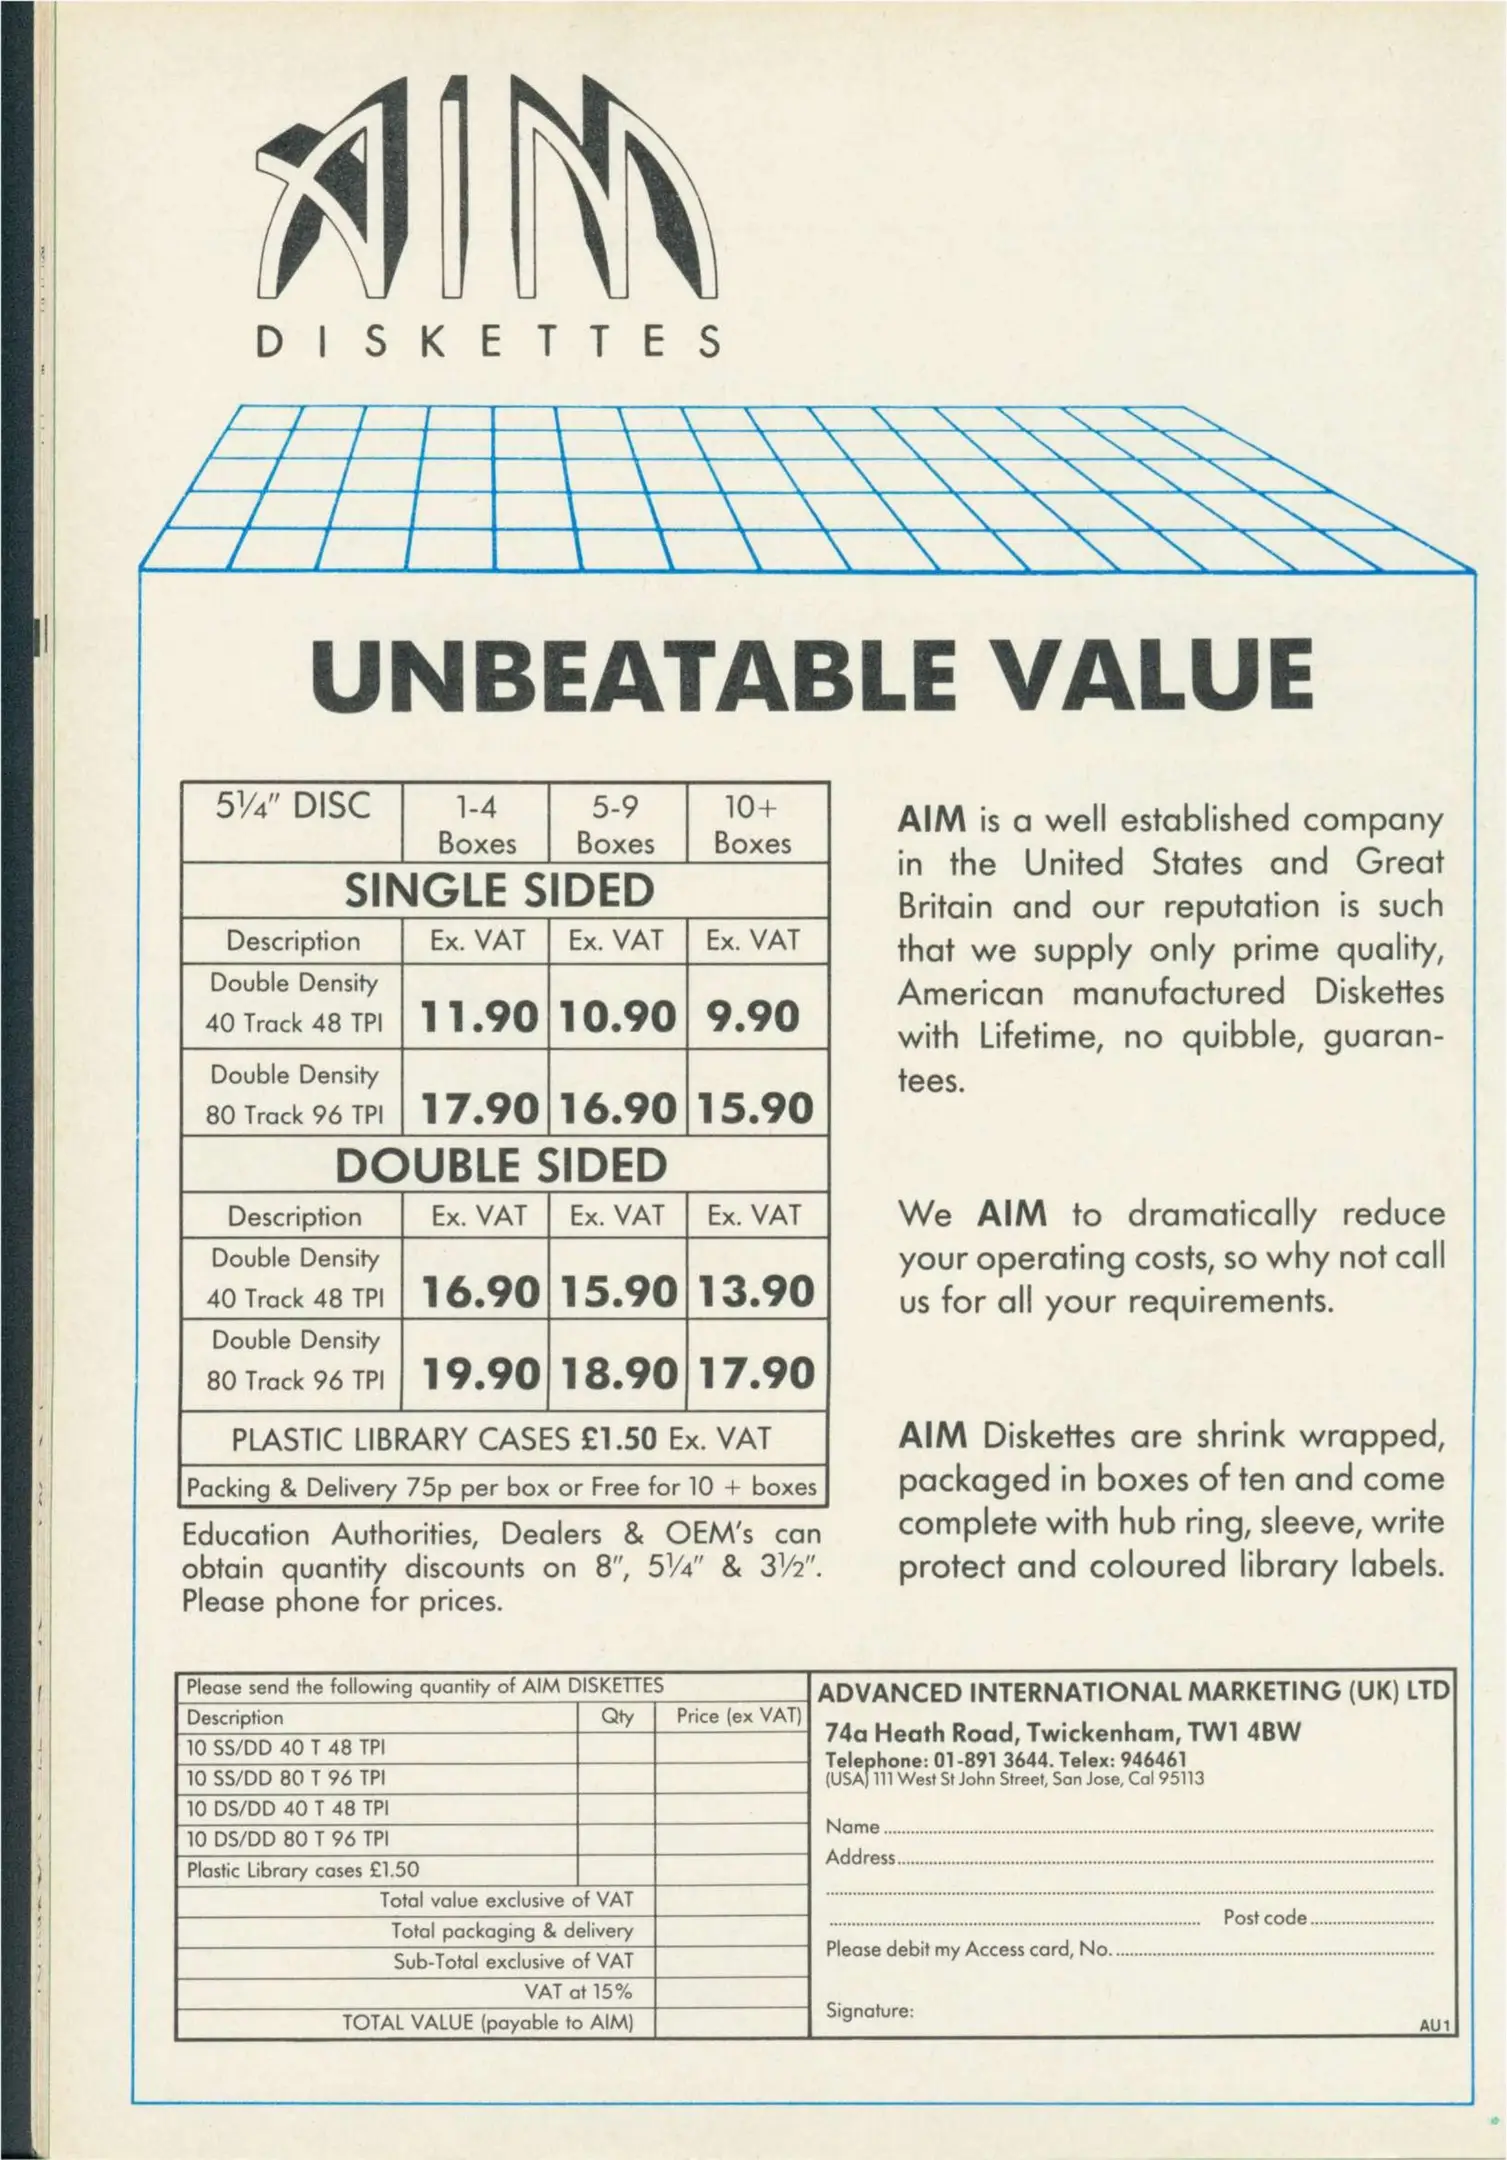 AIM
DISKETTES
UNBEATABLE VALUE
5¼" DISC 1-4 Boxes 5-9 Boxes 10+ Boxes
SINGLE SIDED
Description Ex. VAT Ex. VAT Ex. VAT
Double Density
40 Track 48 TPI 11.90 10.90 9.90
Double Density
80 Track 96 TPI 17.90 16.90 15.90
DOUBLE SIDED
Description Ex. VAT Ex. VAT Ex. VAT
Double Density
40 Track 48 TPI 16.90 15.90 13.90
Double Density
80 Track 96 TPI 19.90 18.90 17.90
PLASTIC LIBRARY CASES £1.50 Ex. VAT
Packing & Delivery 75p per box or Free for 10 + boxes
Education Authorities, Dealers & OEM's can
obtain quantity discounts on 8", 5¼" & 3½".
Please phone for prices.
AIM is a well established company
in the United States and Great
Britain and our reputation is such
that we supply only prime quality,
American manufactured Diskettes
with Lifetime, no quibble, guaran-
tees.
We AIM to dramatically reduce
your operating costs, so why not call
us for all your requirements.
AIM Diskettes are shrink wrapped,
packaged in boxes of ten and come
complete with hub ring, sleeve, write
protect and coloured library labels.
Please send the following quantity of AIM DISKETTES
Description Qty Price (ex VAT)
10 SS/DD 40 T 48 TPI
10 SS/DD 80 T 96 TPI
10 DS/DD 40 T 48 TPI
10 DS/DD 80 T 96 TPI
Plastic Library cases £1.50
Total value exclusive of VAT
Total packaging & delivery
Sub-Total exclusive of VAT
VAT at 15%
TOTAL VALUE (payable to AIM)
ADVANCED INTERNATIONAL MARKETING (UK) LTD
74a Heath Road, Twickenham, TW1 4BW
Telephone: 01-891 3644. Telex: 946461
(USA) 111 West St John Street, San Jose, Cal 95113
Name
Address
Post code
Please debit my Access card, No.
Signature:
AU1